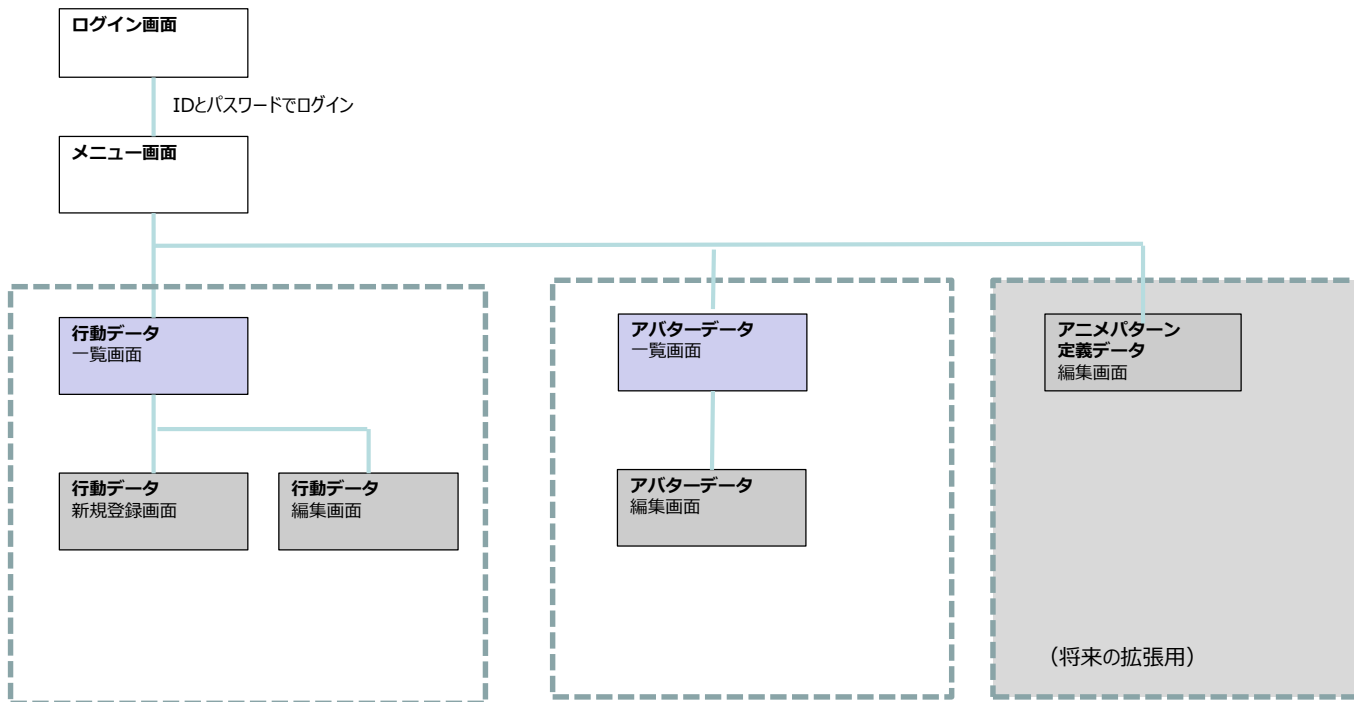 ログイン画面
IDとパスワードでログイン
メニュー画面
行動データ
一覧画面
アバターデータ
一覧画面
アニメパターン
定義データ
編集画面
行動データ
新規登録画面
行動データ
編集画面
アバターデータ
編集画面
(将来の拡張用)